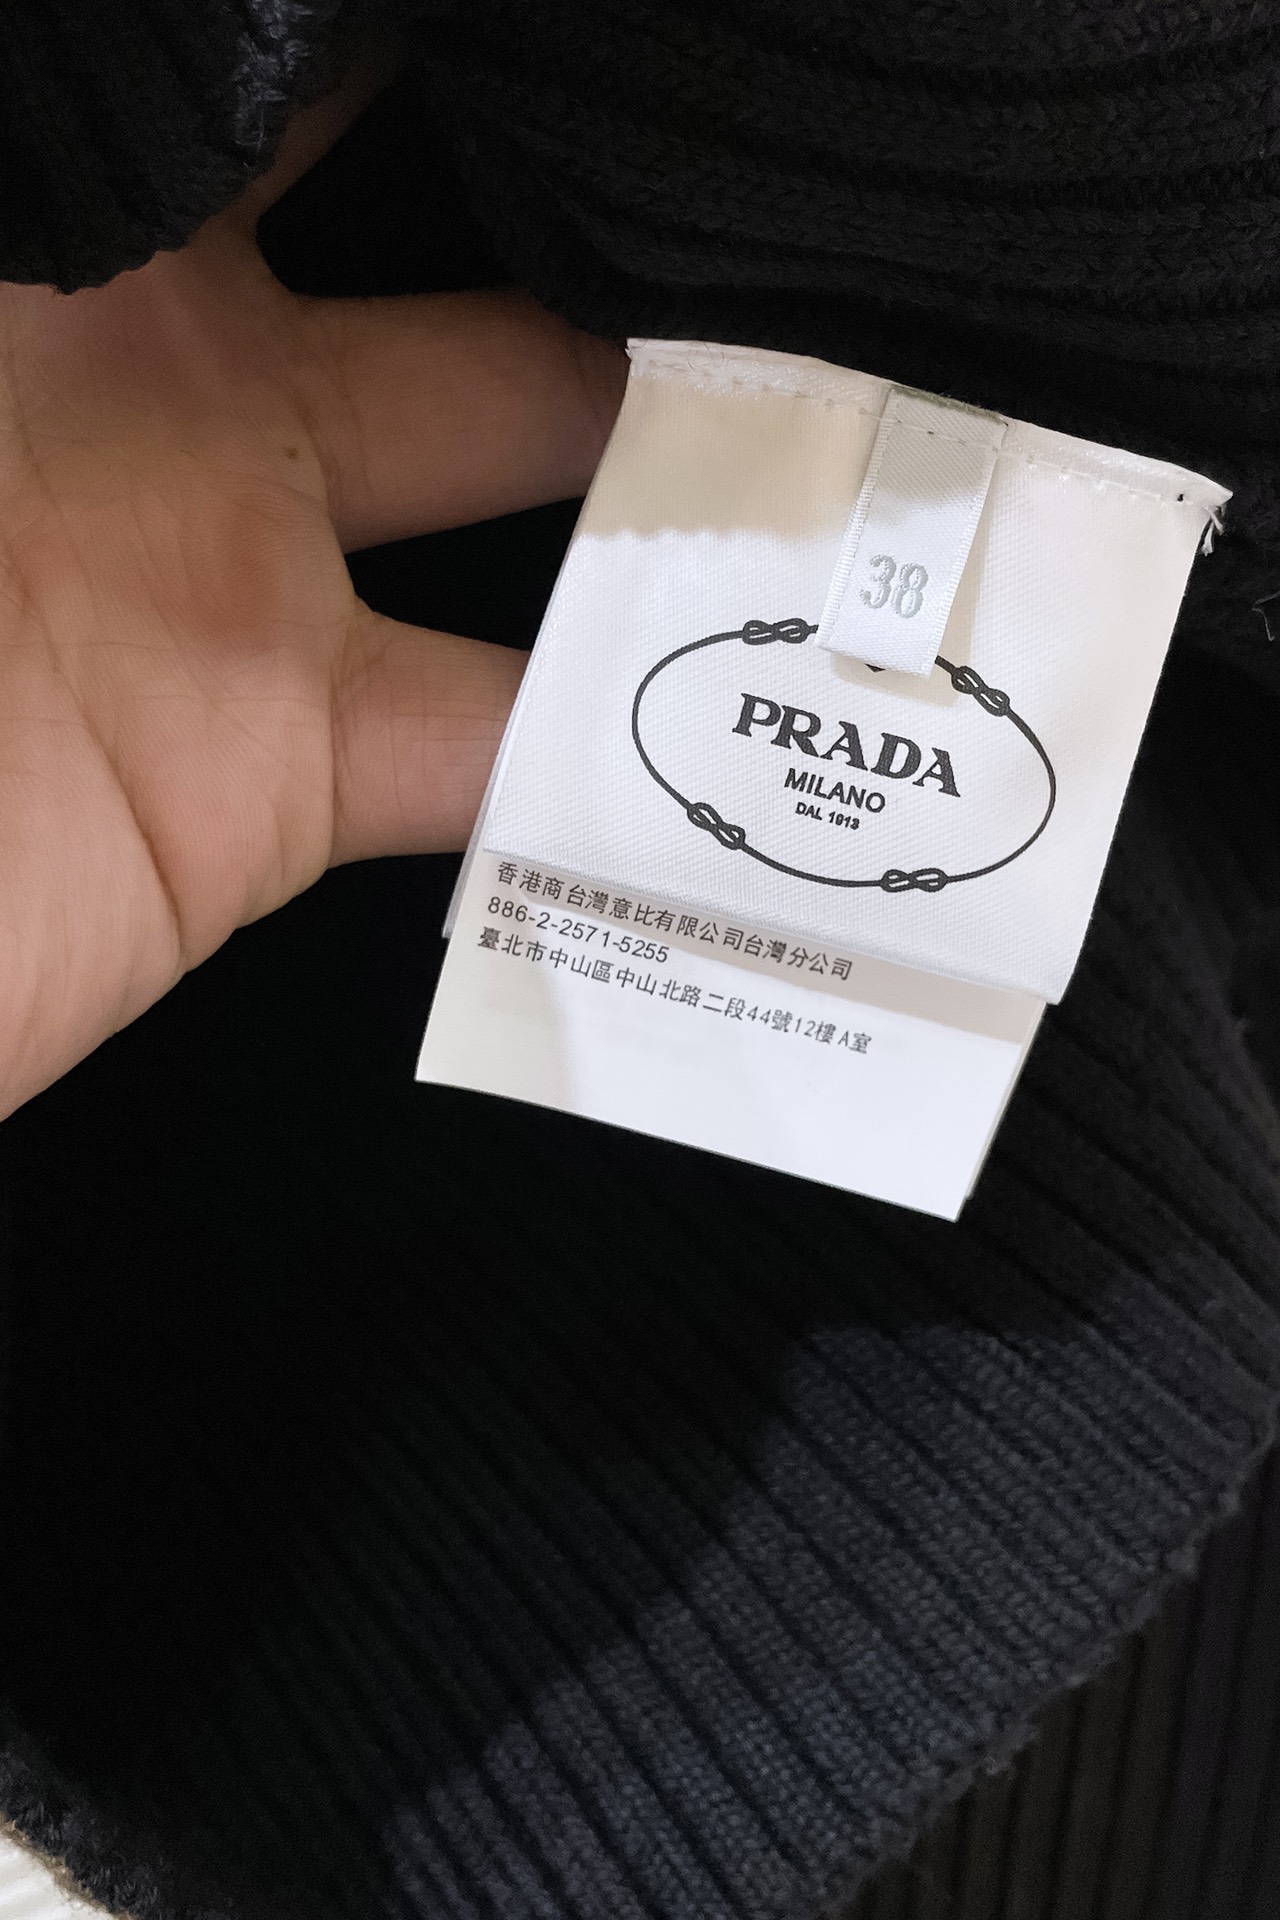 38
PRADA
MILANO
DAL 1913
香港商台灣意比有限公司台灣分公司
886-2-2571-5255
臺北市中山區中山北路二段44號12樓A室